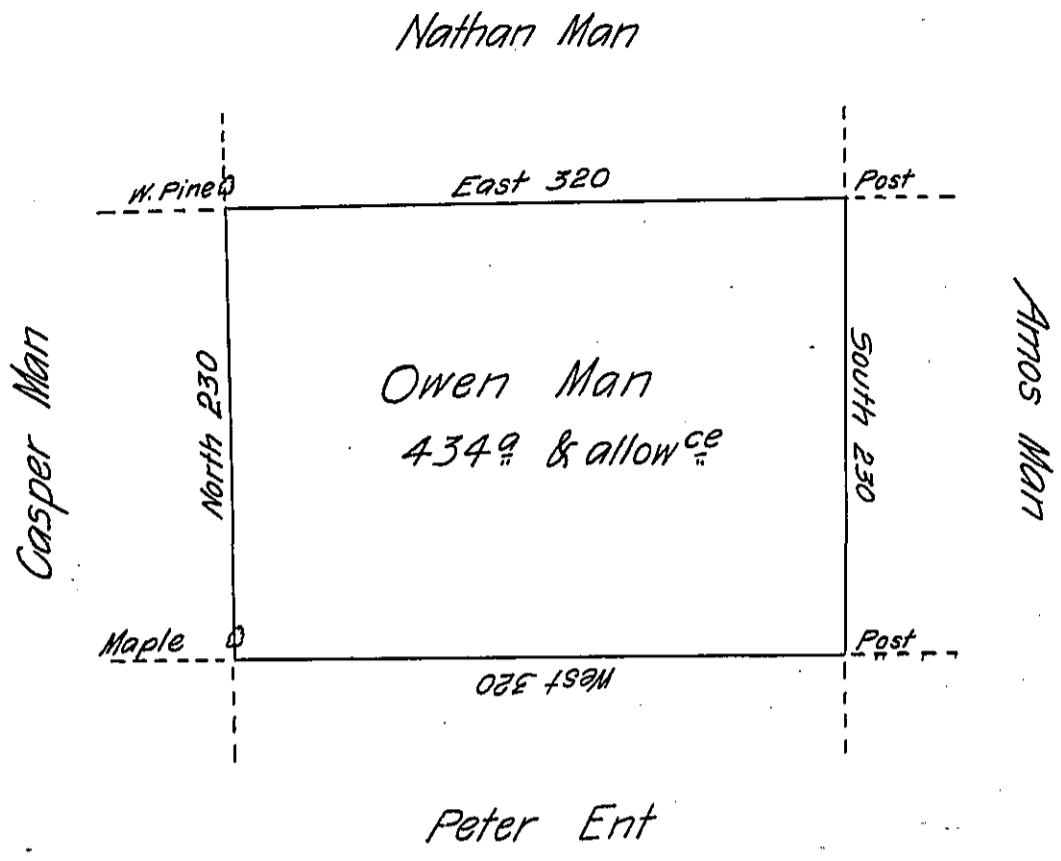 Nathan Man
W. Pine
East 320
Post
Casper Man
North 230
Owen Man
434a & allowce
South 230
Amos Man
Maple
Post
West 320
Peter Ent